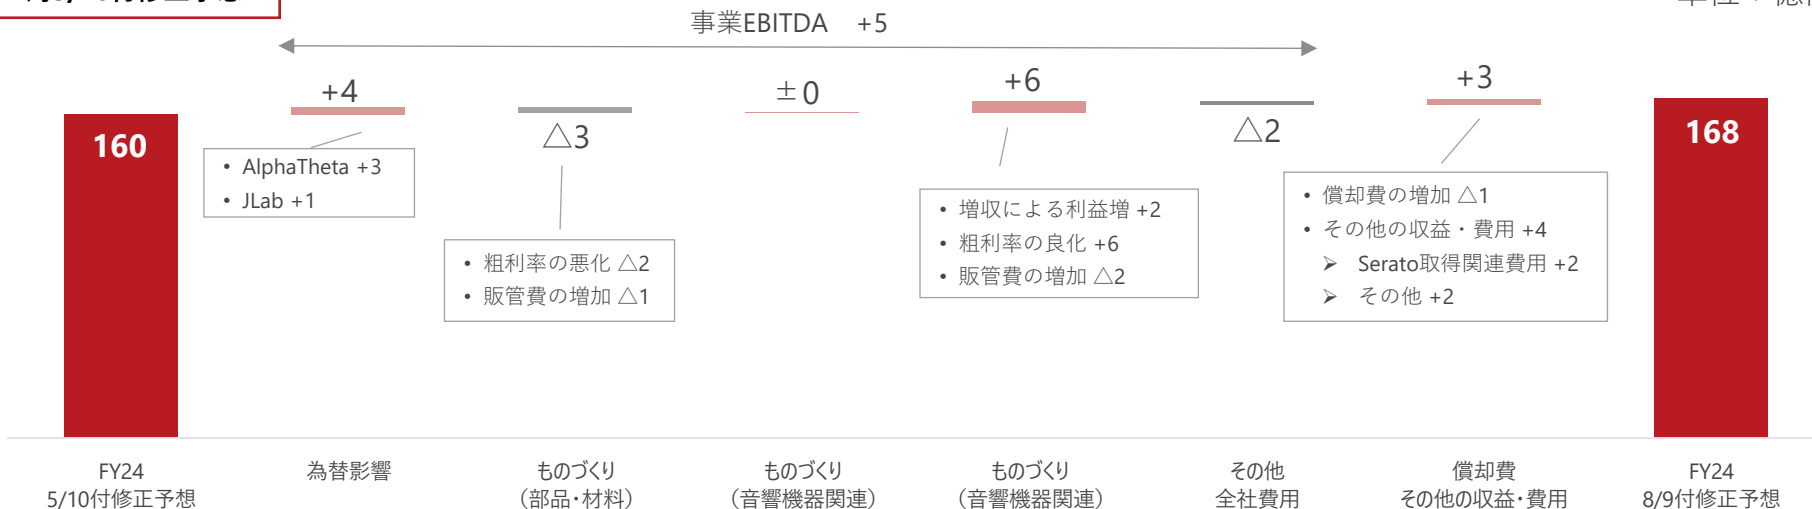 事業EBITDA +5
+4
△3
±0
+6
△2
+3
160
168
• AlphaTheta +3
• JLab +1
• 粗利率の悪化 △2
• 販管費の増加 △1
• 増収による利益増 +2
• 粗利率の良化 +6
• 販管費の増加 △2
• 償却費の増加 △1
• その他の収益・費用 +4
➢ Serato取得関連費用 +2
➢ その他 +2
FY24
5/10付修正予想
為替影響
ものづくり
（部品・材料）
ものづくり
（音響機器関連）
ものづくり
（音響機器関連）
その他
全社費用
償却費
その他の収益・費用
FY24
8/9付修正予想